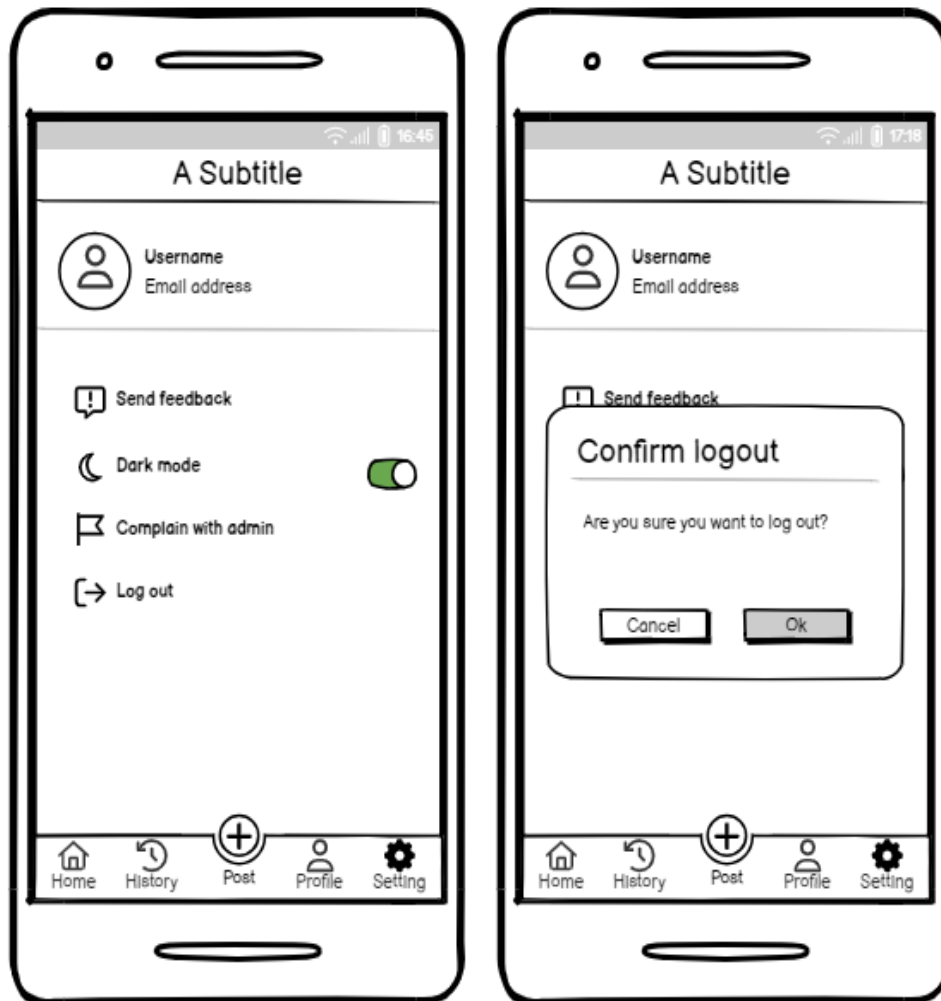 16:45
A Subtitle
Username
Email address
Send feedback
Dark mode
Complain with admin
Log out
Home
History
Post
Profile
Setting
17:18
A Subtitle
Username
Email address
Send feedback
Confirm logout
Are you sure you want to log out?
Cancel
Ok
Home
History
Post
Profile
Setting